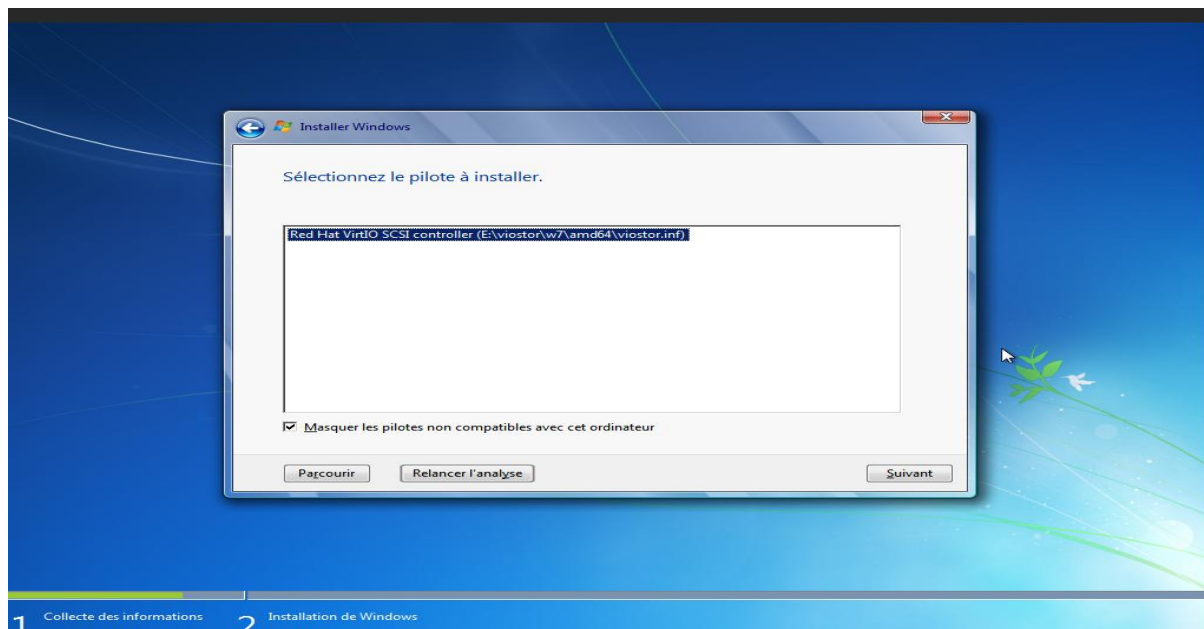 Installer Windows
Sélectionnez le pilote à installer.
Red Hat VirtIO SCSI controller (E:\viostor\w7\amd64\viostor.inf)
Masquer les pilotes non compatibles avec cet ordinateur
Parcourir
Relancer l'analyse
Suivant
1 Collecte des informations
2 Installation de Windows